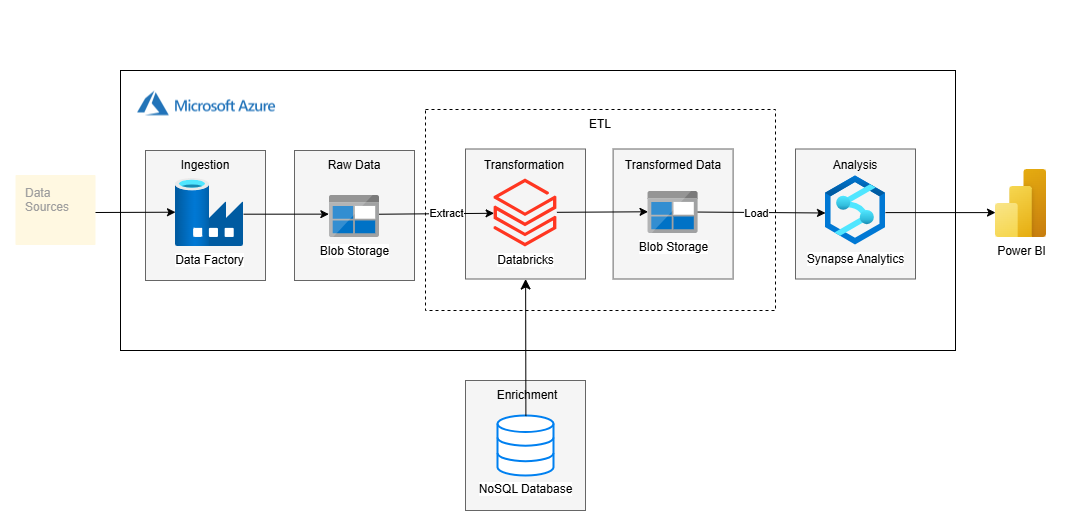 Microsoft Azure
ETL
Ingestion
Raw Data
Transformation
Transformed Data
Analysis
Data
Sources
Extract
Load
Data Factory
Blob Storage
Databricks
Blob Storage
Synapse Analytics
Power BI
Enrichment
NoSQL Database